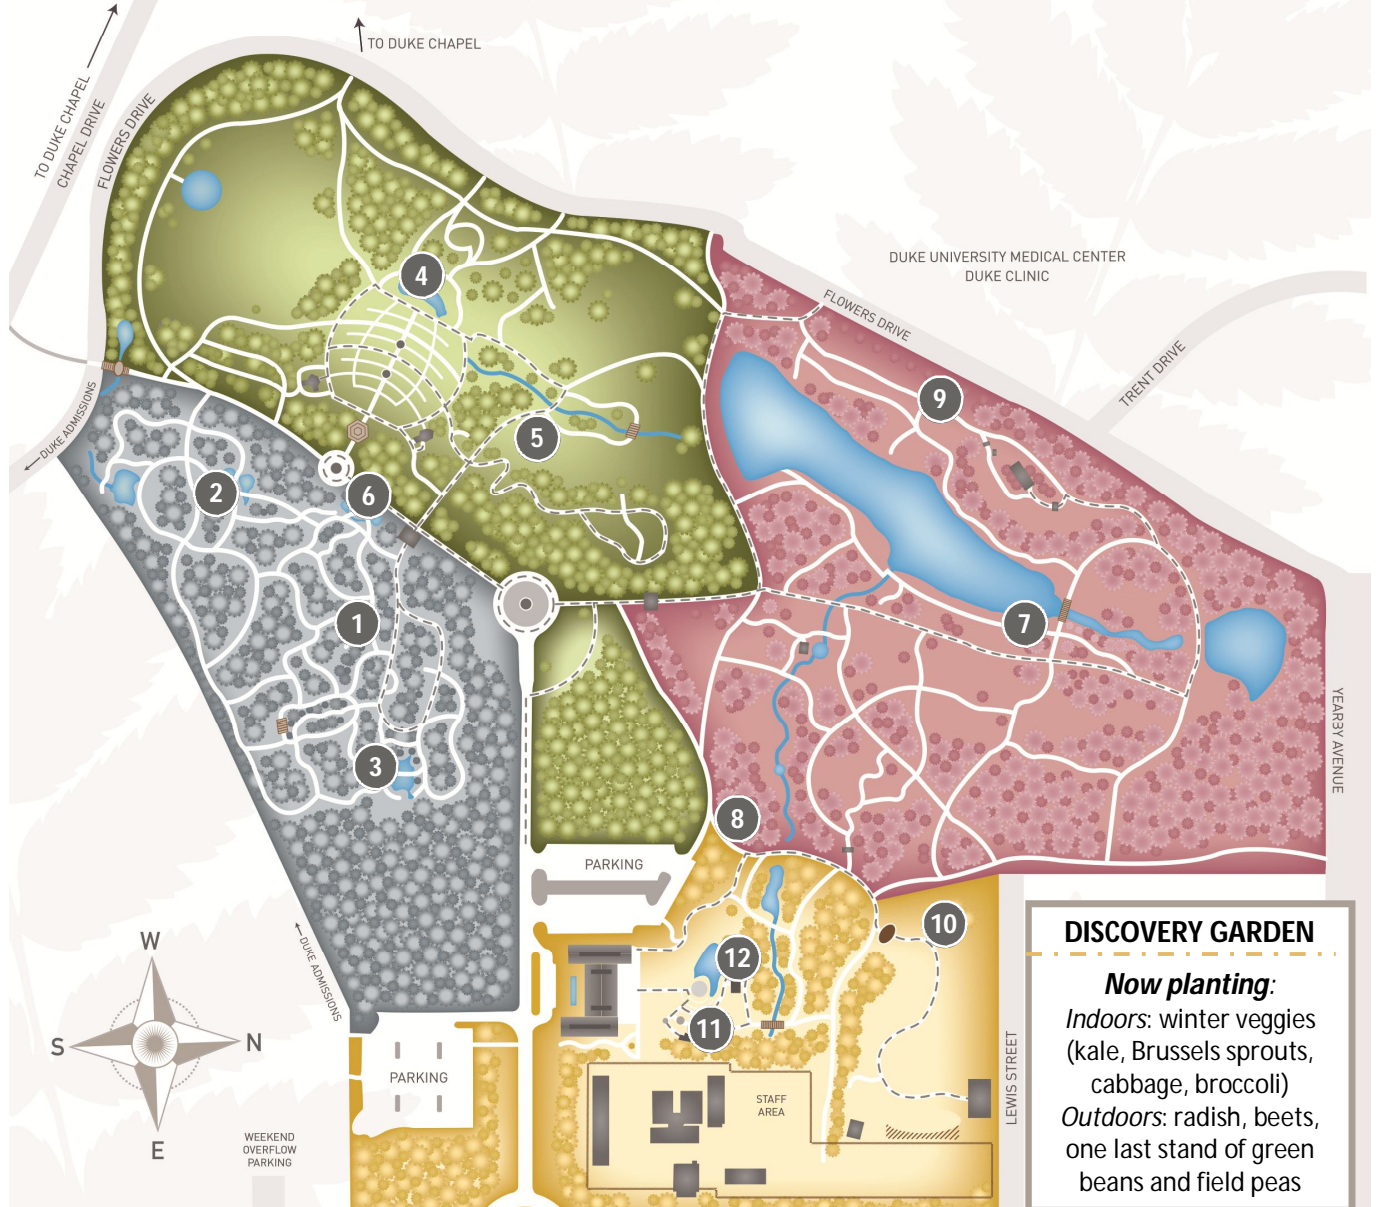 TO DUKE CHAPEL
TO DUKE CHAPEL
CHAPEL DRIVE
FLOWERS DRIVE
4
DUKE UNIVERSITY MEDICAL CENTER
DUKE CLINIC
FLOWERS DRIVE
TRENT DRIVE
9
DUKE ADMISSIONS
5
2
6
1
7
3
YEARBY AVENUE
8
PARKING
10
12
11
DUKE ADMISSIONS
W
S
N
E
PARKING
STAFF
AREA
LEWIS STREET
WEEKEND
OVERFLOW
PARKING
DISCOVERY GARDEN
Now planting:
Indoors: winter veggies
(kale, Brussels sprouts,
cabbage, broccoli)
Outdoors: radish, beets,
one last stand of green
beans and field peas